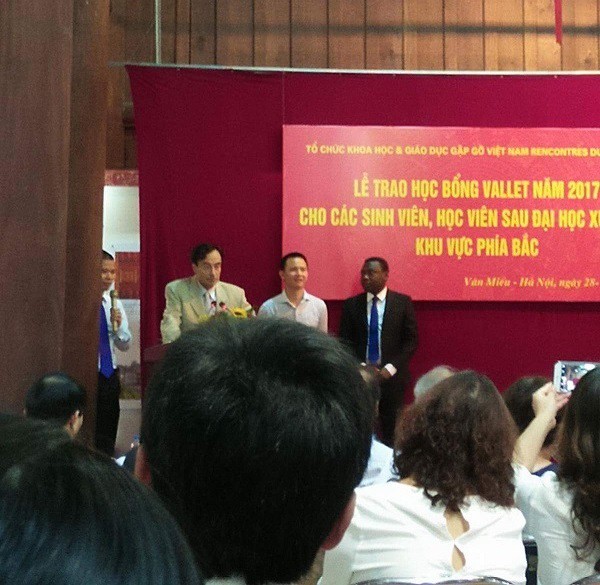 TỔ CHỨC KHOA HỌC & GIÁO DỤC GẶP GỠ VIỆT NAM RENCONTRES DU
LỄ TRAO HỌC BỔNG VALLET NĂM 2017
CHO CÁC SINH VIÊN, HỌC VIÊN SAU ĐẠI HỌC XU
KHU VỰC PHÍA BẮC
Văn Miếu - Hà Nội, ngày 28-